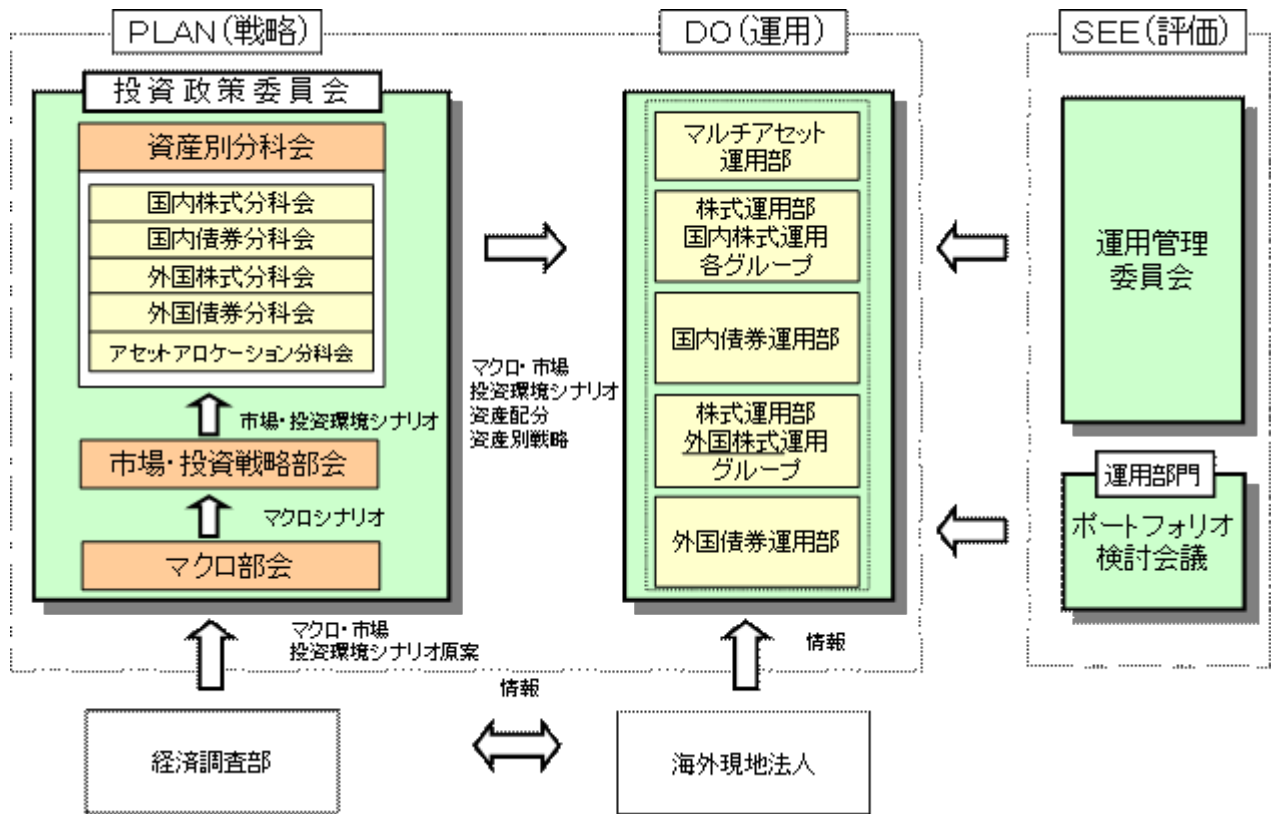 PLAN(戦略)
投資政策委員会
資産別分科会
国内株式分科会
国内債券分科会
外国株式分科会
外国債券分科会
アセットアロケーション分科会
市場・投資環境シナリオ
市場・投資戦略部会
マクロシナリオ
マクロ部会
マクロ・市場
投資環境シナリオ原案
経済調査部
マクロ・市場
投資環境シナリオ
資産配分
資産別戦略
情報
DO(運用)
マルチアセット
運用部
株式運用部
国内株式運用
各グループ
国内債券運用部
株式運用部
外国株式運用
グループ
外国債券運用部
情報
海外現地法人
SEE(評価)
運用管理
委員会
運用部門
ポートフォリオ
検討会議